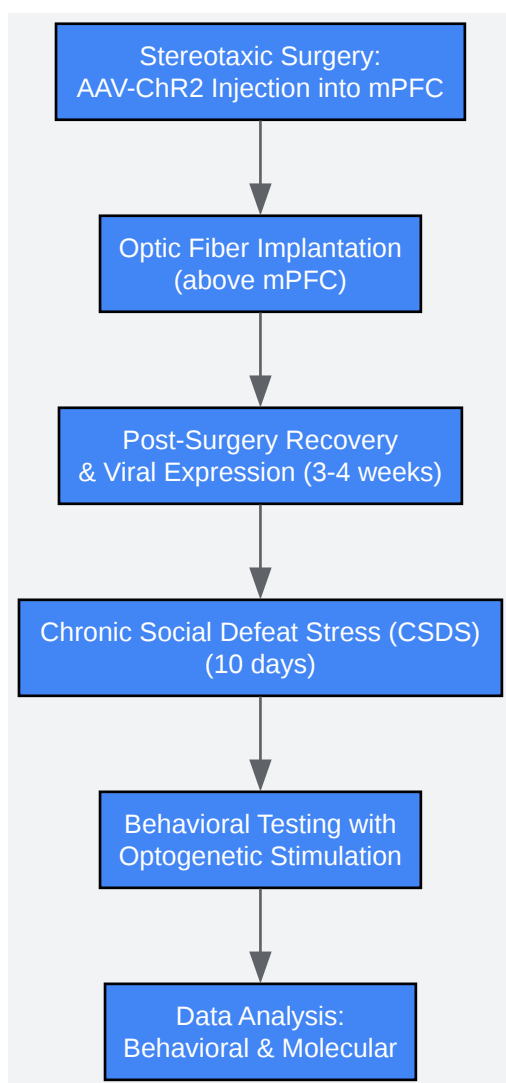 Stereotaxic Surgery:
AAV-ChR2 Injection into mPFC
Optic Fiber Implantation
(above mPFC)
Post-Surgery Recovery
& Viral Expression (3-4 weeks)
Chronic Social Defeat Stress (CSDS)
(10 days)
Behavioral Testing with
Optogenetic Stimulation
Data Analysis:
Behavioral & Molecular